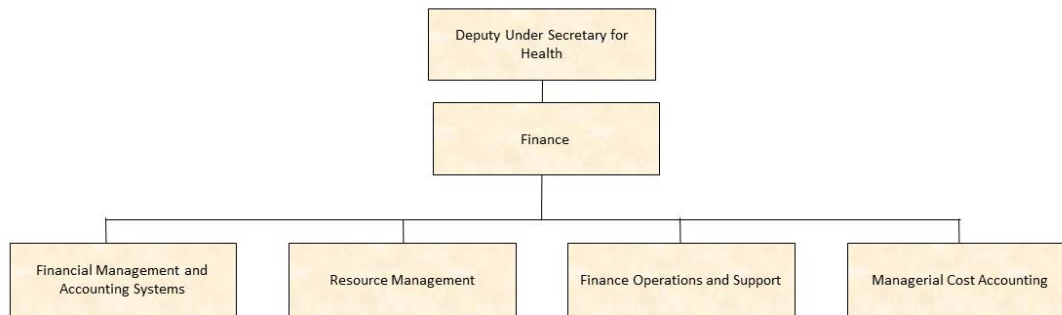 Deputy Under Secretary for
Health
Finance
Financial Management and
Accounting Systems
Resource Management
Finance Operations and Support
Managerial Cost Accounting